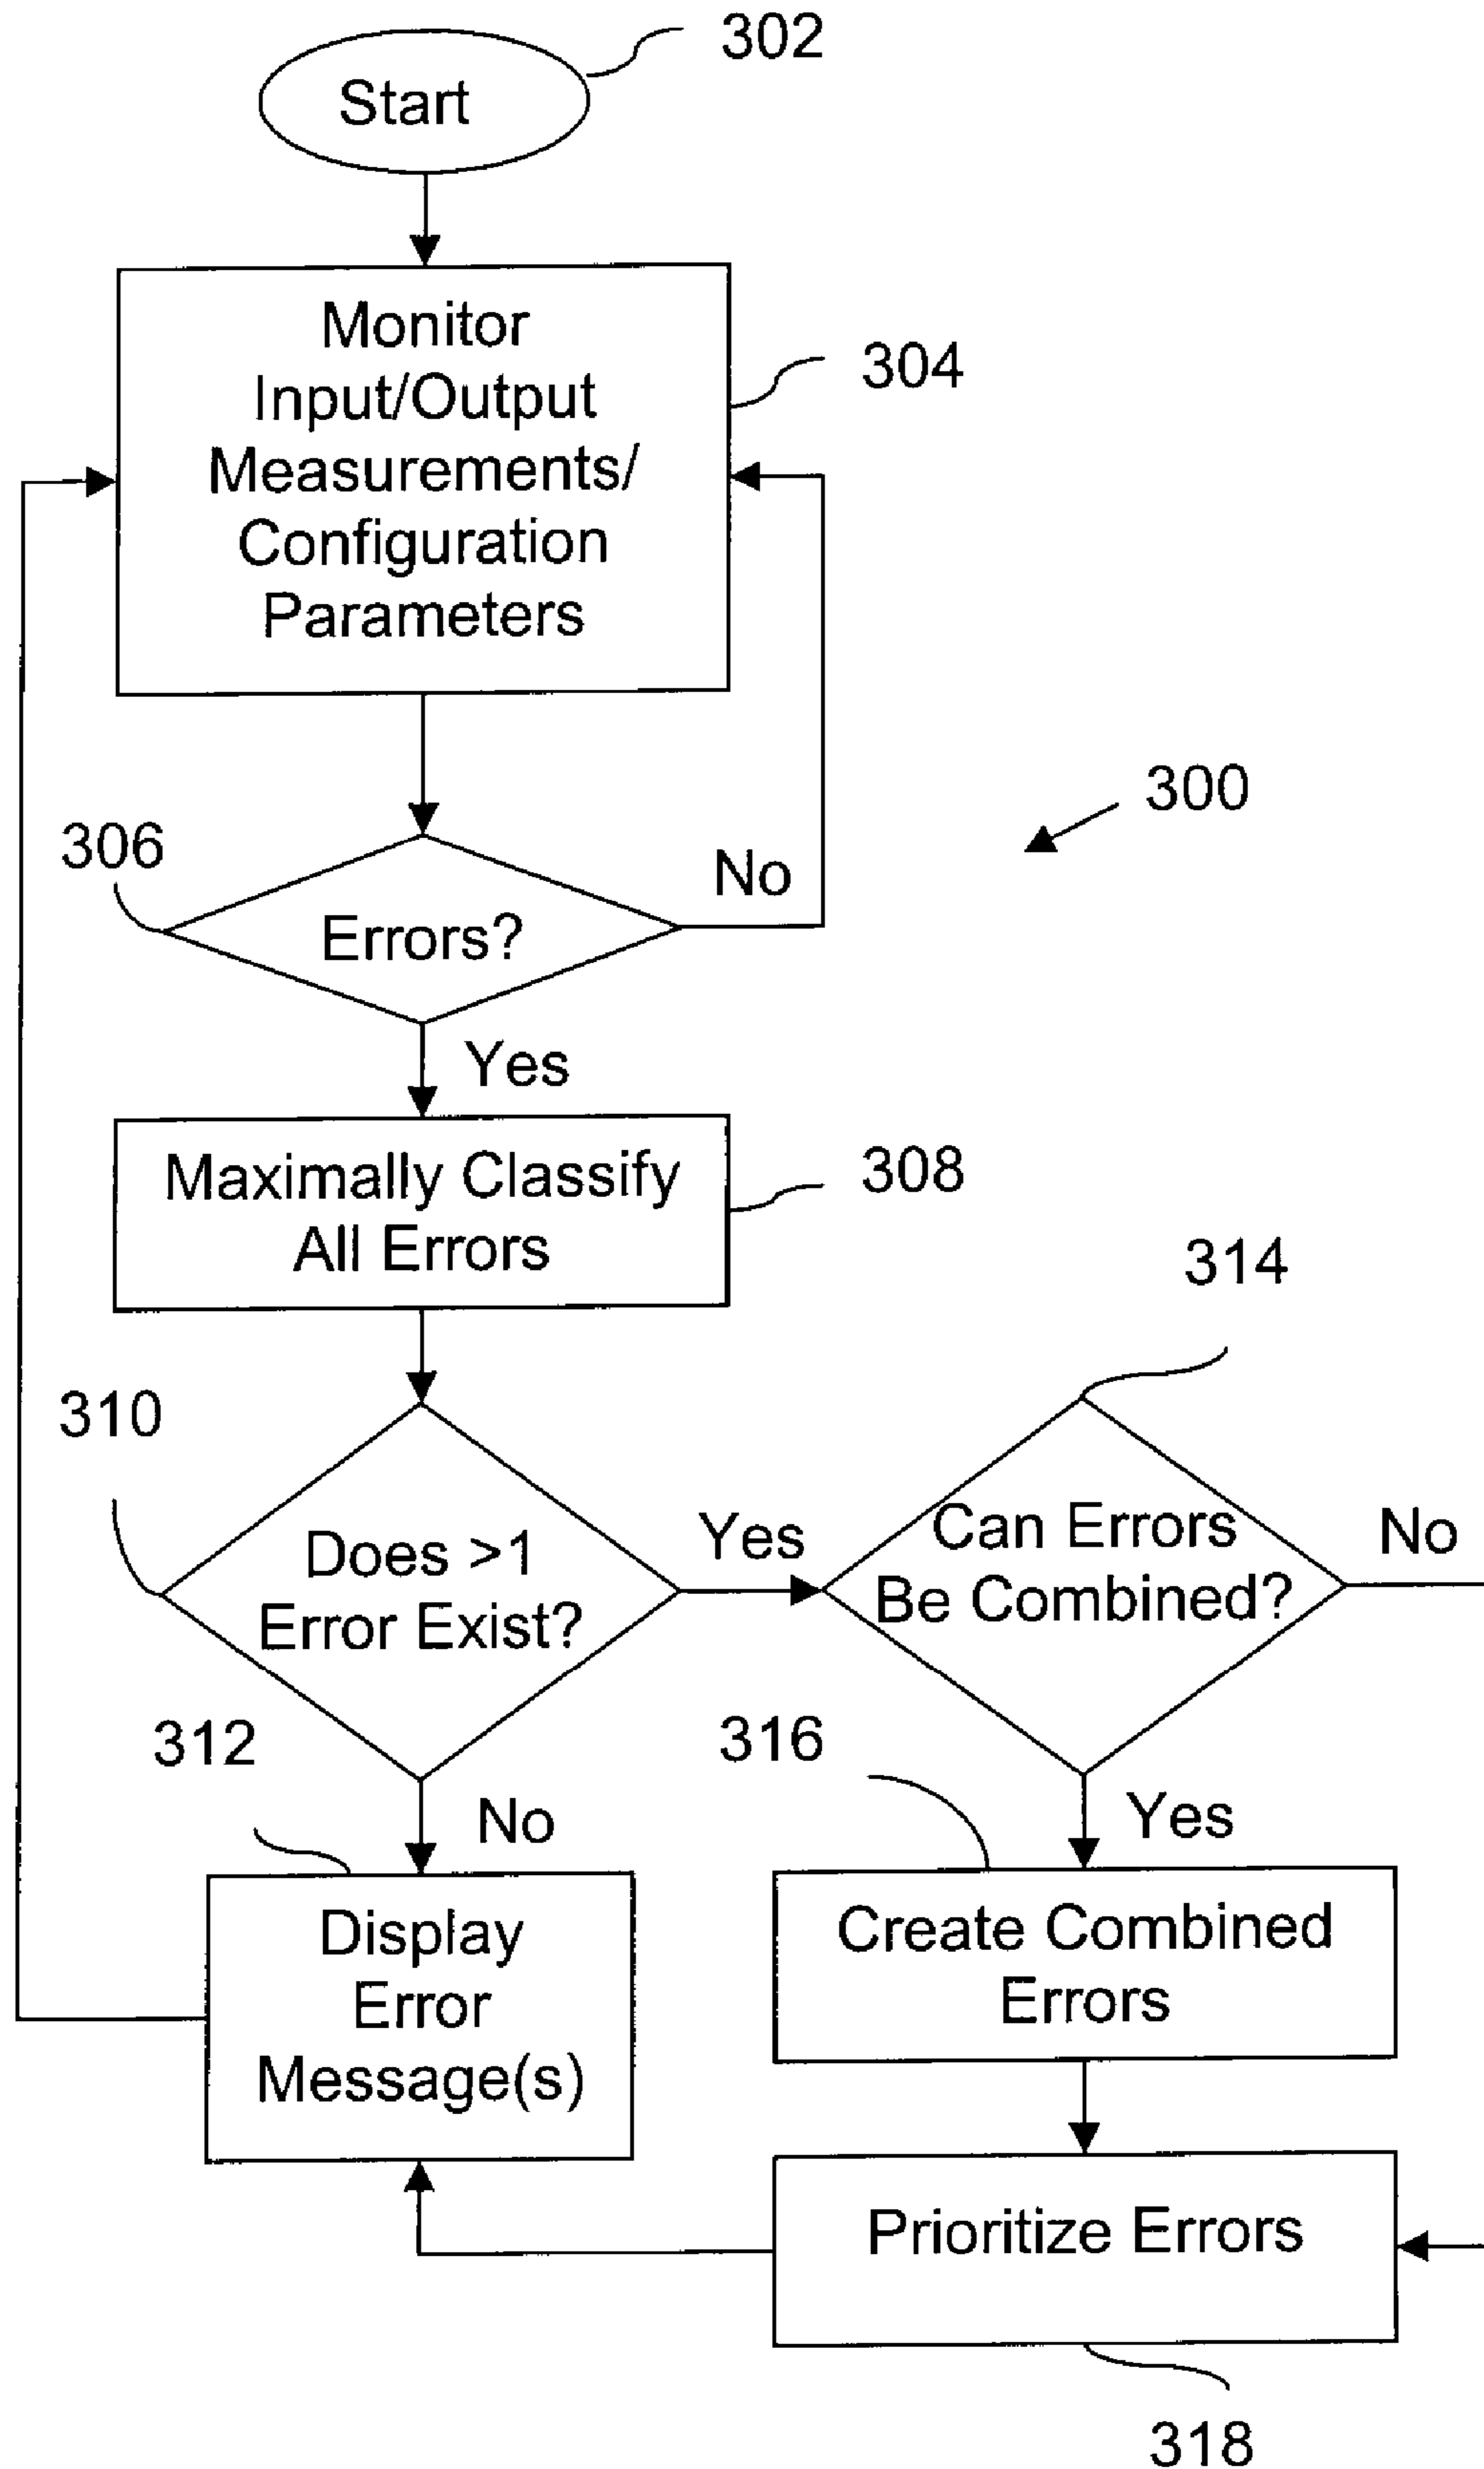 302
Start
Monitor
Input/Output
Measurements/
Configuration
Parameters
304
300
306
No
Errors?
Yes
Maximally Classify
All Errors
308
314
310
Does >1
Error Exist?
Yes
Can Errors
Be Combined?
No
312
316
No
Yes
Display
Error
Message(s)
Create Combined
Errors
Prioritize Errors
318